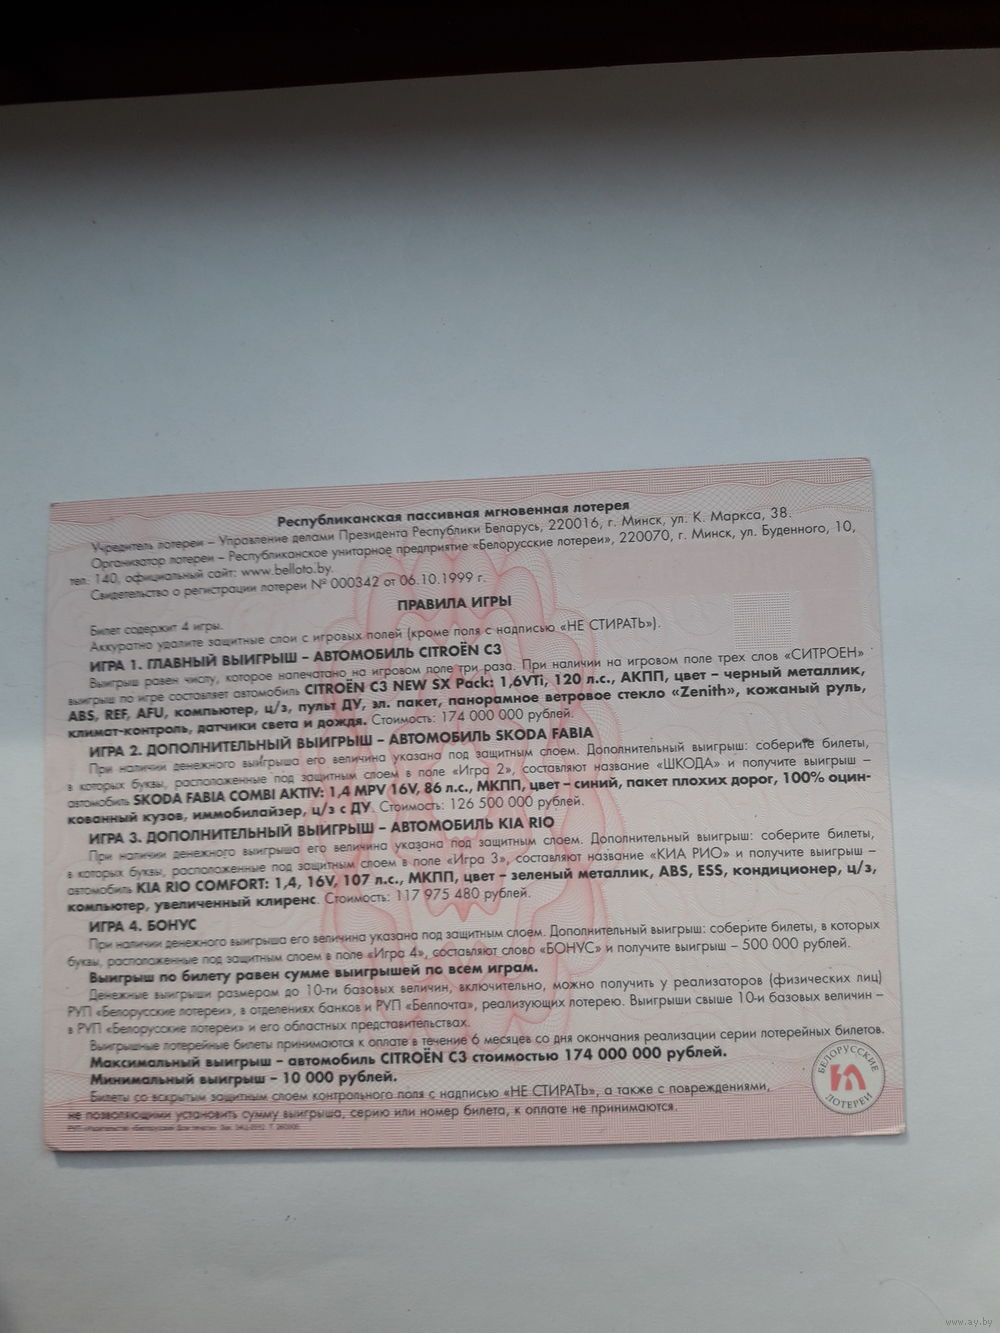 Республиканская пассивная мгновенная лотерея
Учредитель лотереи – Управление делами Президента Республики Беларусь, 220016, г. Минск, ул. К. Маркса, 38.
Организатор лотереи – Республиканское унитарное предприятие «Белорусские лотереи», 220070, г. Минск, ул. Буденного, 10,
тел. 140, официальный сайт: www.belloto.by.
Свидетельство о регистрации лотереи № 000342 от 06.10.1999 г.
ПРАВИЛА ИГРЫ
Билет содержит 4 игры.
Аккуратно удалите защитные слои с игровых полей (кроме поля с надписью «НЕ СТИРАТЬ»).
ИГРА 1. ГЛАВНЫЙ ВЫИГРЫШ – АВТОМОБИЛЬ CITROËN C3
Выигрыш равен числу, которое напечатано на игровом поле три раза. При наличии на игровом поле трех слов «СИТРОЕН»
выигрыш по игре составляет автомобиль CITROËN C3 NEW SX Pack: 1,6VTi, 120 л.с., АКПП, цвет – черный металлик,
ABS, REF, AFU, компьютер, ц/з, пульт ДУ, эл. пакет, панорамное ветровое стекло «Zenith», кожаный руль,
климат-контроль, датчики света и дождя. Стоимость: 174 000 000 рублей.
ИГРА 2. ДОПОЛНИТЕЛЬНЫЙ ВЫИГРЫШ – АВТОМОБИЛЬ SKODA FABIA
При наличии денежного выигрыша его величина указана под защитным слоем. Дополнительный выигрыш: соберите билеты,
в которых буквы, расположенные под защитным слоем в поле «Игра 2», составляют название «ШКОДА» и получите выигрыш –
автомобиль SKODA FABIA COMBI AKTIV: 1,4 MPV 16V, 86 л.с., МКПП, цвет – синий, пакет плохих дорог, 100% оцин-
кованный кузов, иммобилайзер, ц/з с ДУ. Стоимость: 126 500 000 рублей.
ИГРА 3. ДОПОЛНИТЕЛЬНЫЙ ВЫИГРЫШ – АВТОМОБИЛЬ KIA RIO
При наличии денежного выигрыша его величина указана под защитным слоем. Дополнительный выигрыш: соберите билеты,
в которых буквы, расположенные под защитным слоем в поле «Игра 3», составляют название «КИА РИО» и получите выигрыш –
автомобиль KIA RIO COMFORT: 1,4, 16V, 107 л.с., МКПП, цвет – зеленый металлик, ABS, ESS, кондиционер, ц/з,
компьютер, увеличенный клиренс. Стоимость: 117 975 480 рублей.
ИГРА 4. БОНУС
При наличии денежного выигрыша его величина указана под защитным слоем. Дополнительный выигрыш: соберите билеты, в которых
буквы, расположенные под защитным слоем в поле «Игра 4», составляют слово «БОНУС» и получите выигрыш – 500 000 рублей.
Выигрыш по билету равен сумме выигрышей по всем играм.
Денежные выигрыши размером до 10-ти базовых величин, включительно, можно получить у реализаторов (физических лиц)
РУП «Белорусские лотереи», в отделениях банков и РУП «Белпочта», реализующих лотерею. Выигрыши свыше 10-и базовых величин –
в РУП «Белорусские лотереи» и его областных представительствах.
Выигрышные лотерейные билеты принимаются к оплате в течение 6 месяцев со дня окончания реализации серии лотерейных билетов.
Максимальный выигрыш – автомобиль CITROËN C3 стоимостью 174 000 000 рублей.
Минимальный выигрыш – 10 000 рублей.
Билеты со вскрытым защитным слоем контрольного поля с надписью «НЕ СТИРАТЬ», а также с повреждениями,
не позволяющими установить сумму выигрыша, серию или номер билета, к оплате не принимаются.
БЕЛОРУССКИЕ
ЛОТЕРЕИ
www.ay.by